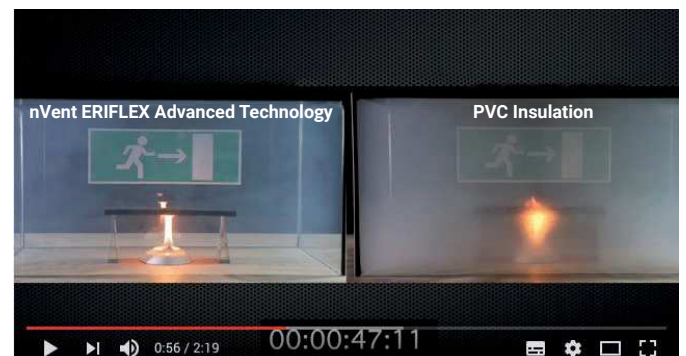 nVent ERIFLEX Advanced Technology
PVC Insulation
00:00:47:11
0:56 / 2:19